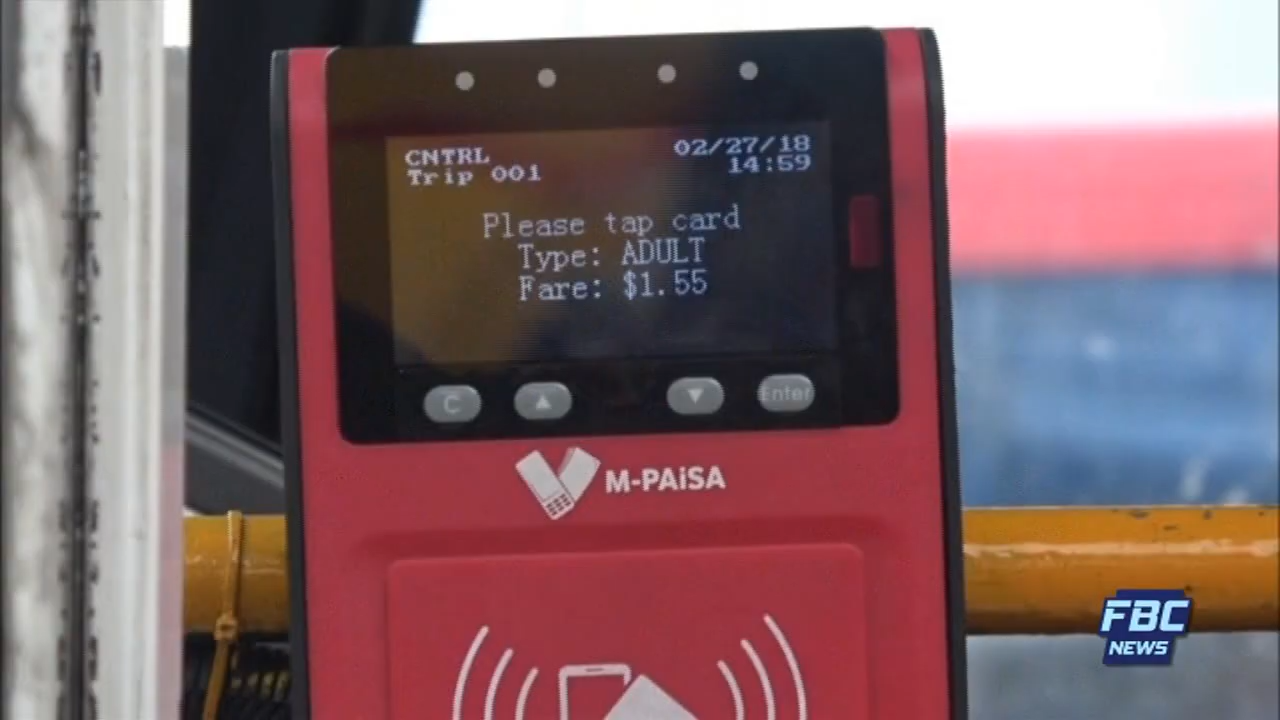 CNTRL 02/27/18
Trip 001 14:59
Please tap card
Type: ADULT
Fare: $1.55
C
Enter
M-PAiSA
FBC
NEWS